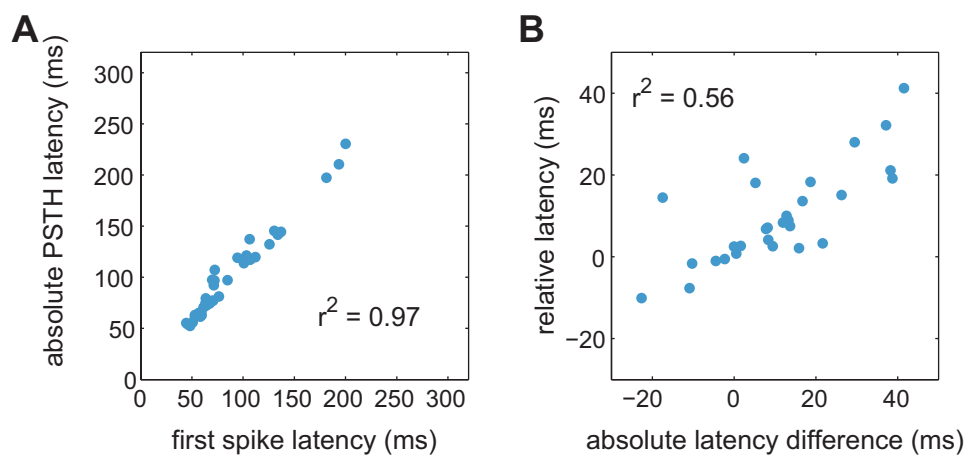 A
absolute PSTH latency (ms)
300
250
200
150
100
50
0
r² = 0.97
0 50 100 150 200 250 300
first spike latency (ms)
B
relative latency (ms)
r² = 0.56
40
20
0
−20
−20 0 20 40
absolute latency difference (ms)